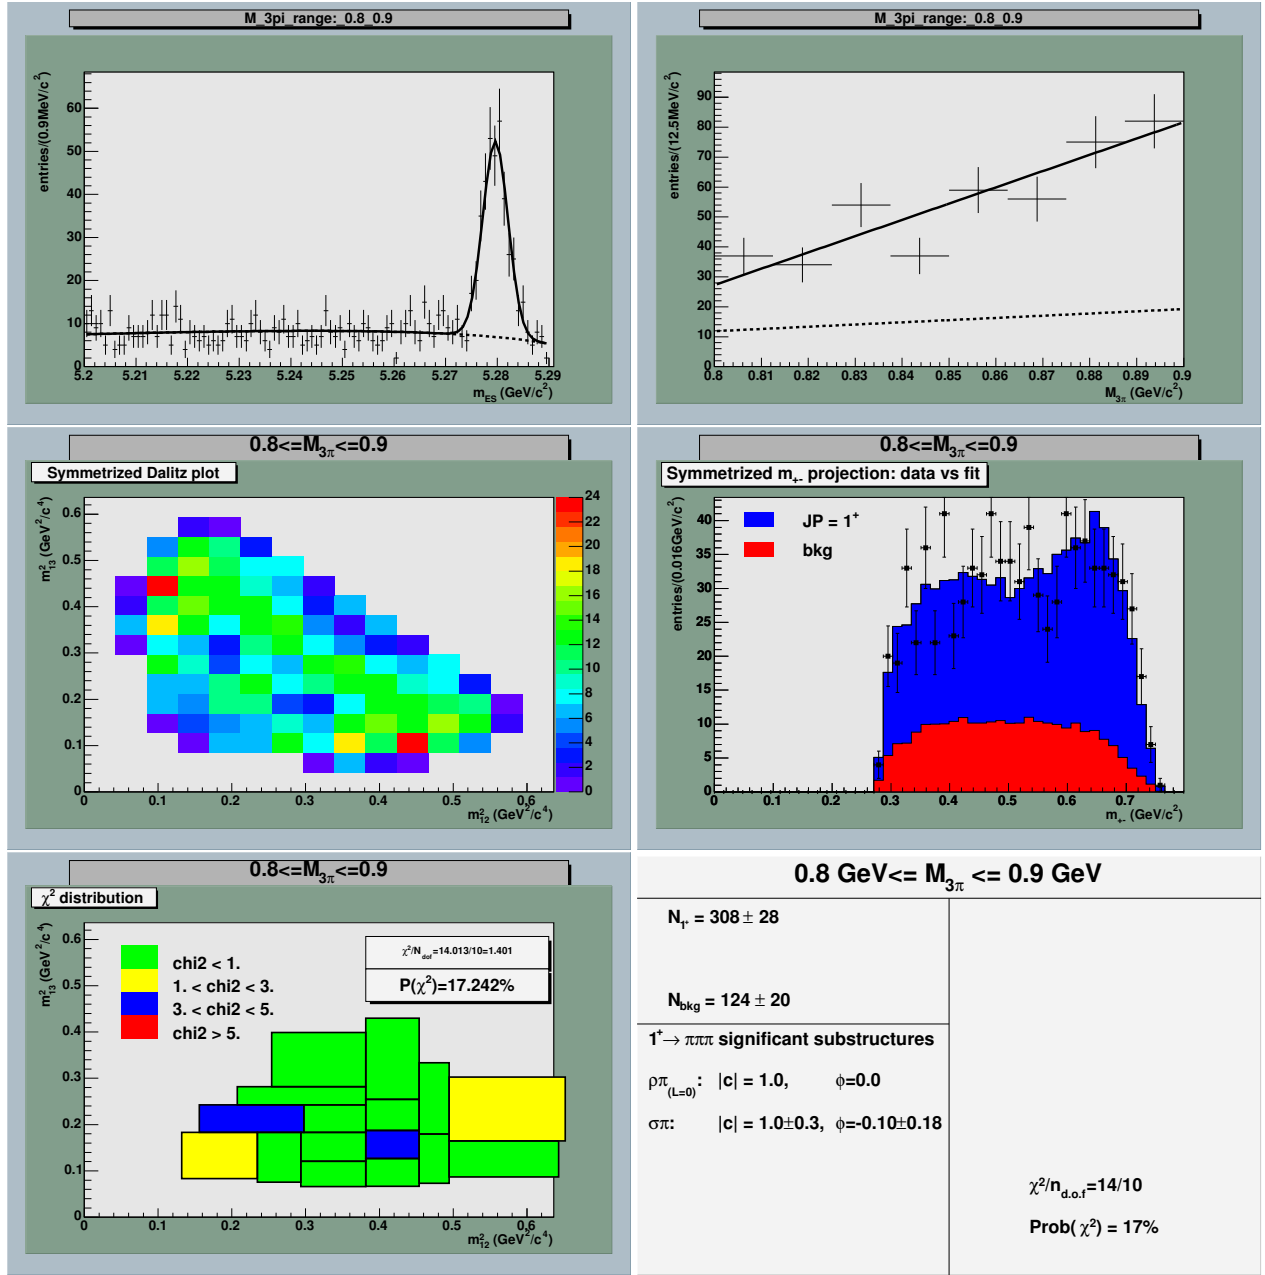 M_3pi_range:_0.8_0.9
entries/(0.9MeV/c²)
60
50
40
30
20
10
0
5.2 5.21 5.22 5.23 5.24 5.25 5.26 5.27 5.28 5.29
m_ES (GeV/c²)
M_3pi_range:_0.8_0.9
entries/(12.5MeV/c²)
90
80
70
60
50
40
30
20
10
0
0.8 0.81 0.82 0.83 0.84 0.85 0.86 0.87 0.88 0.89 0.9
M_3π (GeV/c²)
0.8<=M_3π<=0.9
Symmetrized Dalitz plot
m²_13 (GeV²/c⁴)
0.6
0.5
0.4
0.3
0.2
0.1
0
0 0.1 0.2 0.3 0.4 0.5 0.6
m²_12 (GeV²/c⁴)
24
22
20
18
16
14
12
10
8
6
4
2
0
0.8<=M_3π<=0.9
Symmetrized m_+- projection: data vs fit
entries/(0.016GeV/c²)
40
35
30
25
20
15
10
5
0
JP = 1⁺
bkg
0 0.1 0.2 0.3 0.4 0.5 0.6 0.7
m_+- (GeV/c²)
0.8<=M_3π<=0.9
χ² distribution
m²_13 (GeV²/c⁴)
0.6
0.5
0.4
0.3
0.2
0.1
0
chi2 < 1.
1. < chi2 < 3.
3. < chi2 < 5.
chi2 > 5.
χ²/N_dof=14.013/10=1.401
P(χ²)=17.242%
0 0.1 0.2 0.3 0.4 0.5 0.6
m²_12 (GeV²/c⁴)
0.8 GeV<= M_3π <= 0.9 GeV
N_1⁺ = 308 ± 28
N_bkg = 124 ± 20
1⁺→ πππ significant substructures
ρπ_(L=0): |c| = 1.0, ϕ=0.0
σπ: |c| = 1.0±0.3, ϕ=-0.10±0.18
χ²/n_d.o.f=14/10
Prob(χ²) = 17%